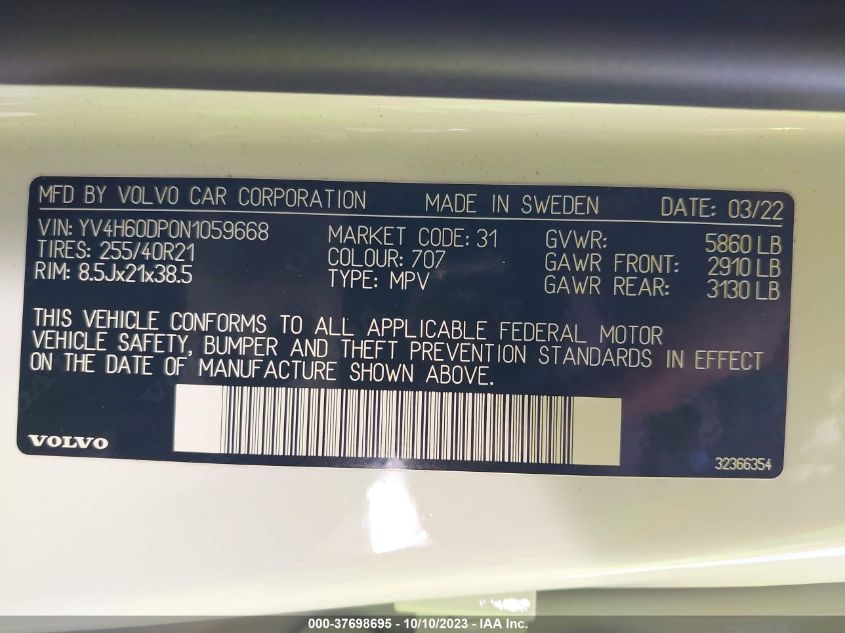 MFD BY VOLVO CAR CORPORATION MADE IN SWEDEN DATE: 03/22
VIN: YV4H60DP0N1059668 MARKET CODE: 31 GVWR: 5860 LB
TIRES: 255/40R21 COLOUR: 707 GAWR FRONT: 2910 LB
RIM: 8.5Jx21x38.5 TYPE: MPV GAWR REAR: 3130 LB
THIS VEHICLE CONFORMS TO ALL APPLICABLE FEDERAL MOTOR
VEHICLE SAFETY, BUMPER AND THEFT PREVENTION STANDARDS IN EFFECT
ON THE DATE OF MANUFACTURE SHOWN ABOVE.
VOLVO 32366354
000-37698695 - 10/10/2023 - IAA Inc.